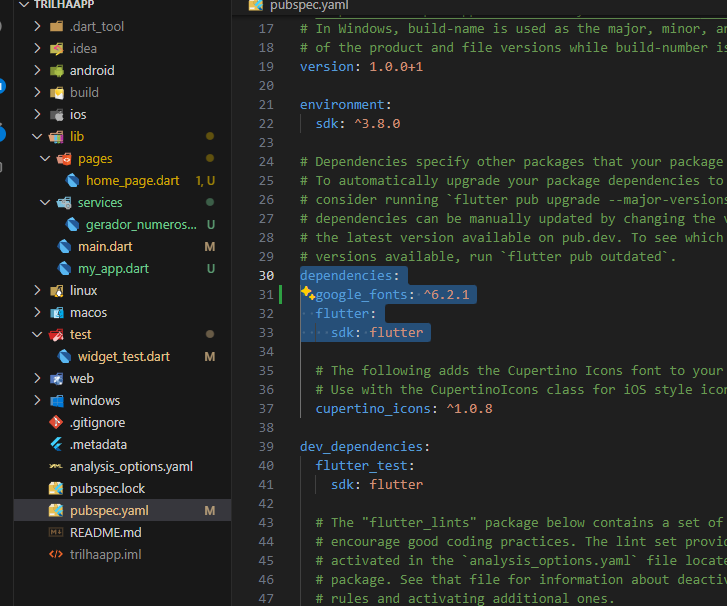 TRILHAAPP
.dart_tool
.idea
android
build
ios
lib
pages
home_page.dart 1, U
services
gerador_numeros... U
main.dart M
my_app.dart U
linux
macos
test
widget_test.dart M
web
windows
.gitignore
.metadata
analysis_options.yaml
pubspec.lock
pubspec.yaml M
README.md
trilhaapp.iml
pubspec.yaml
17 # In Windows, build-name is used as the major, minor, an
18 # of the product and file versions while build-number is
19 version: 1.0.0+1
20
21 environment:
22 sdk: ^3.8.0
23
24 # Dependencies specify other packages that your package
25 # To automatically upgrade your package dependencies to
26 # consider running `flutter pub upgrade --major-versions
27 # dependencies can be manually updated by changing the v
28 # the latest version available on pub.dev. To see which
29 # versions available, run `flutter pub outdated`.
30 dependencies:
31 google_fonts: ^6.2.1
32 flutter:
33 sdk: flutter
34
35 # The following adds the Cupertino Icons font to your
36 # Use with the CupertinoIcons class for iOS style icon
37 cupertino_icons: ^1.0.8
38
39 dev_dependencies:
40 flutter_test:
41 sdk: flutter
42
43 # The "flutter_lints" package below contains a set of
44 # encourage good coding practices. The lint set provid
45 # activated in the `analysis_options.yaml` file locate
46 # package. See that file for information about deactiv
47 # rules and activating additional ones.